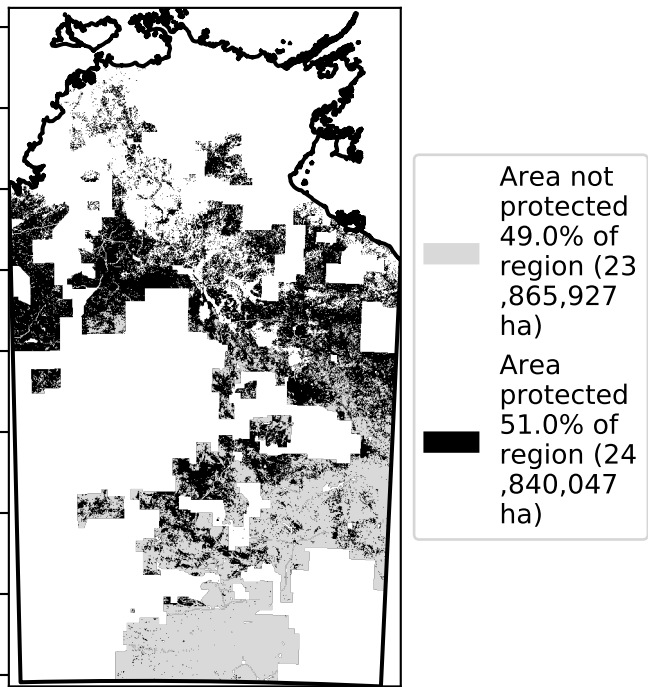 Area not
protected
49.0% of
region (23
,865,927
ha)
Area
protected
51.0% of
region (24
,840,047
ha)